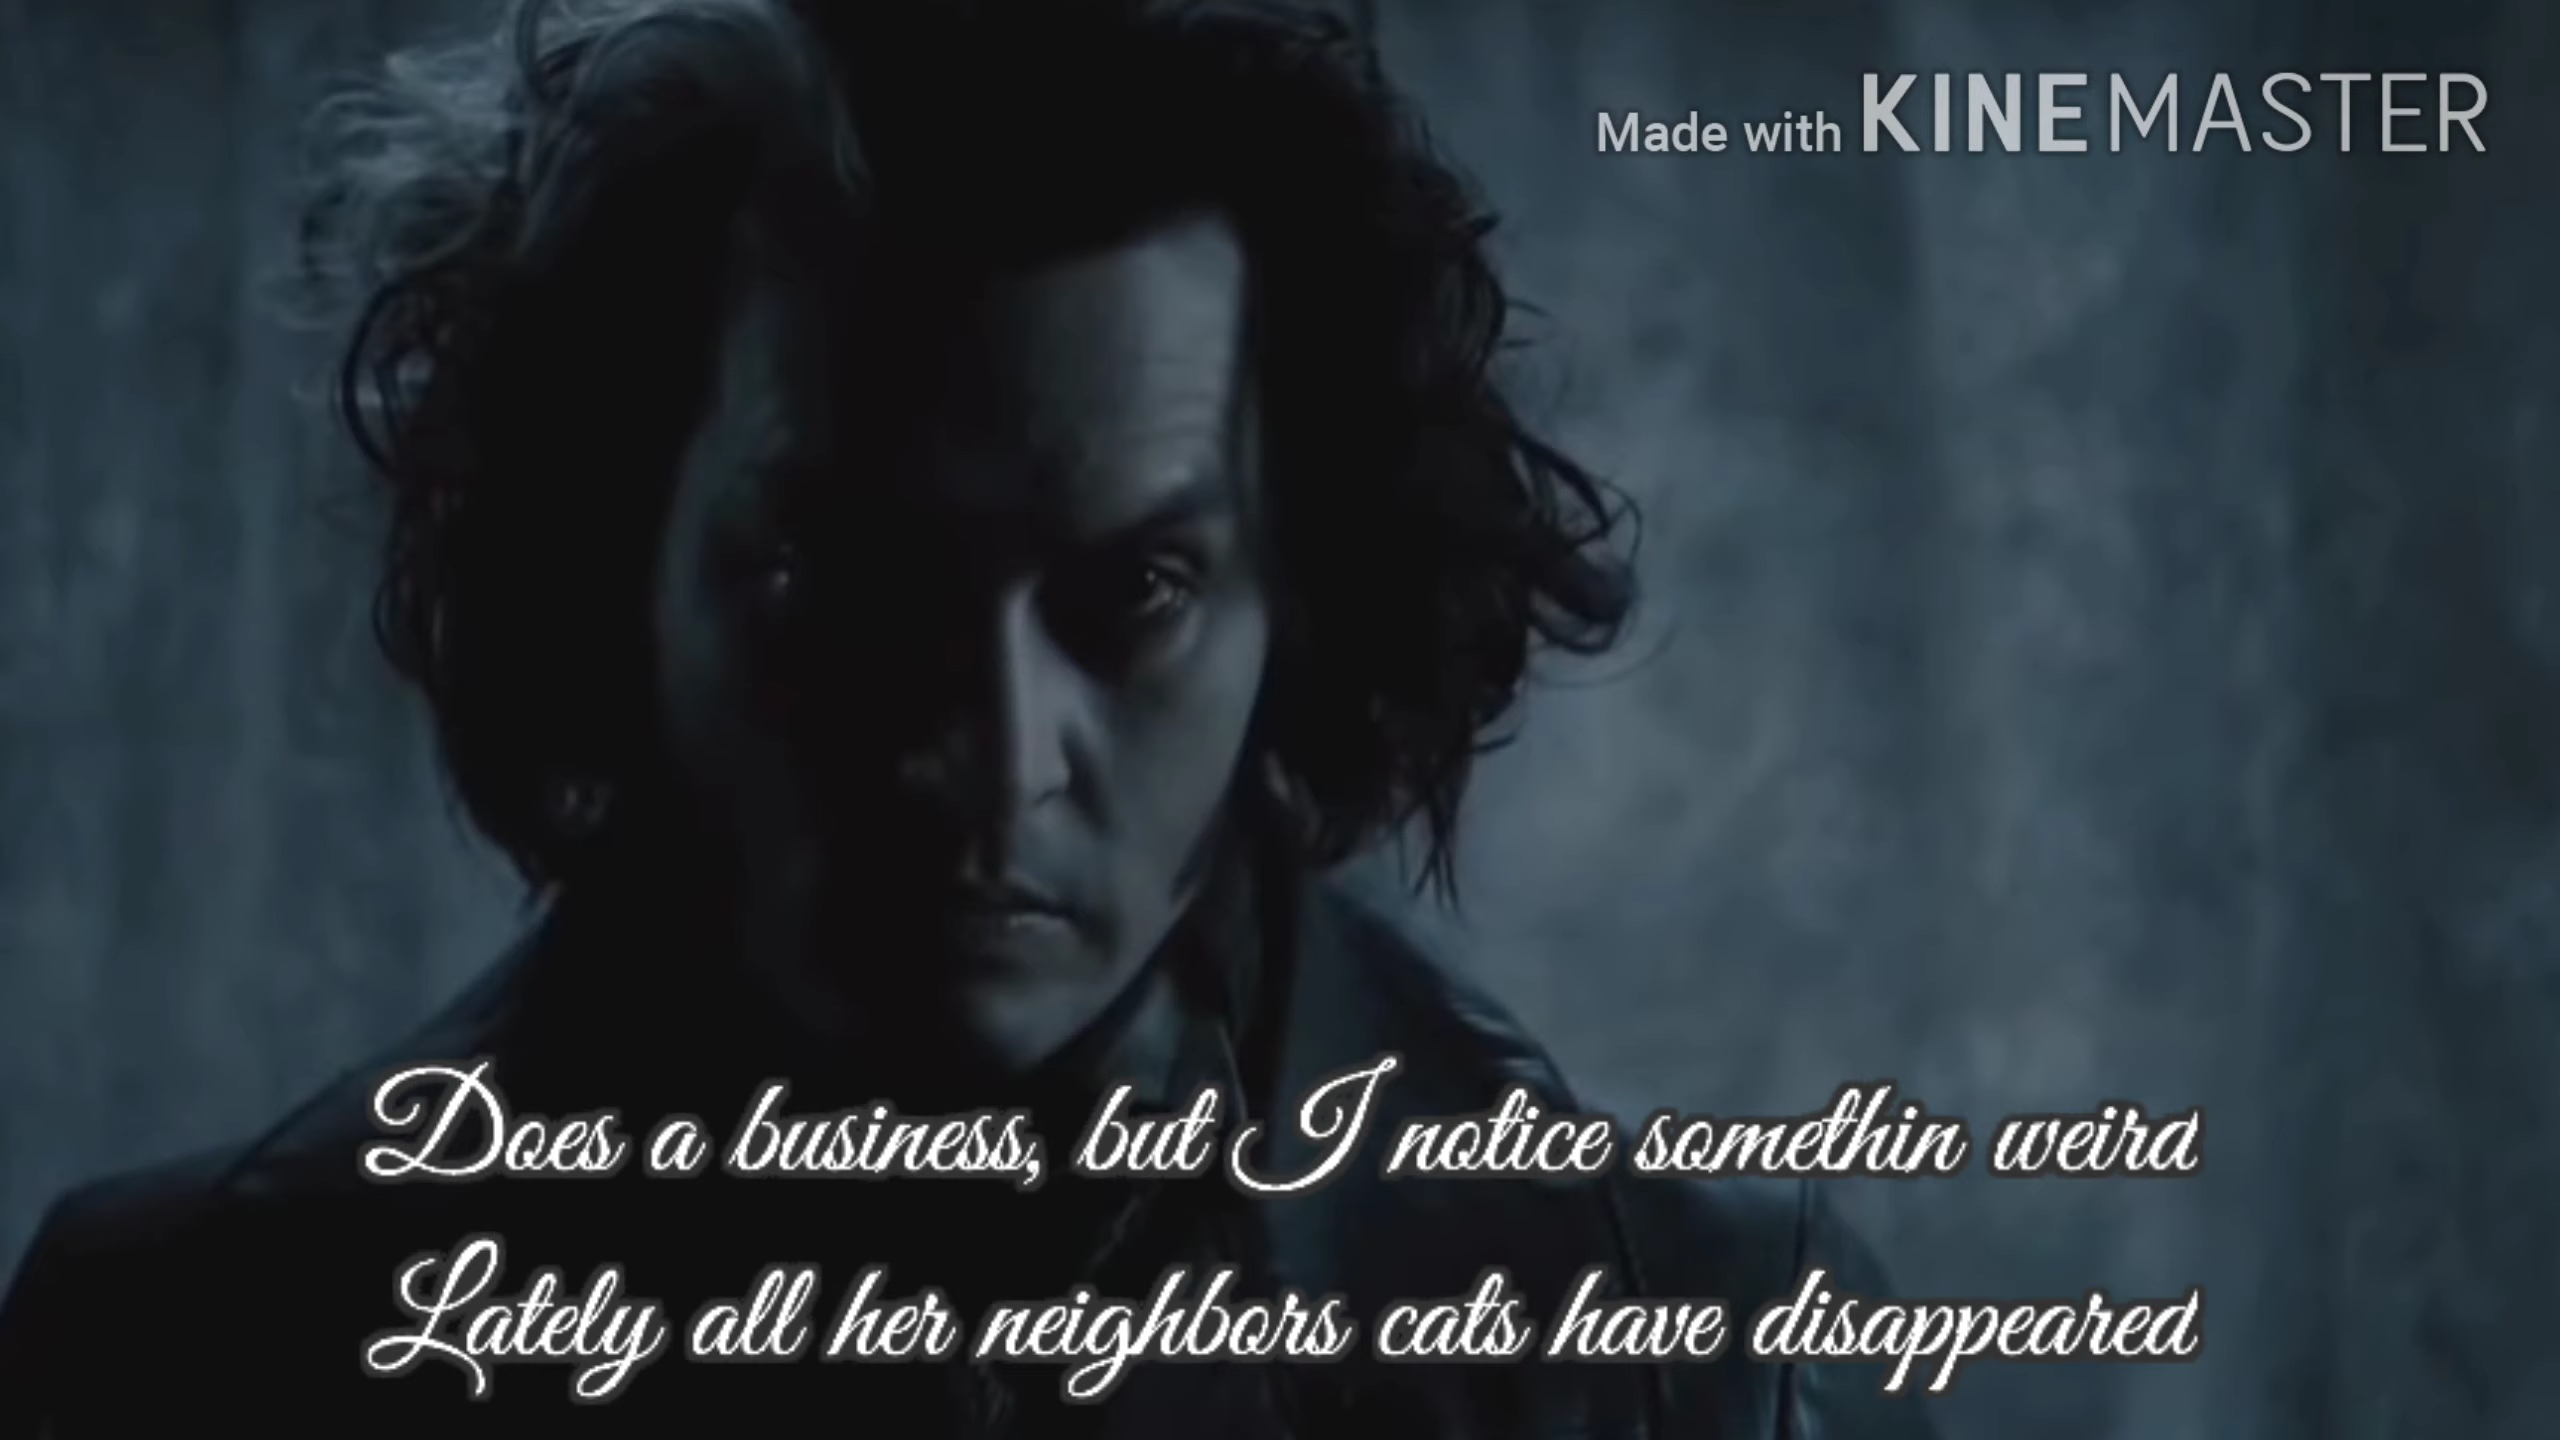 Made with KINEMASTER
Does a business, but I notice somethin weird
Lately all her neighbors cats have disappeared